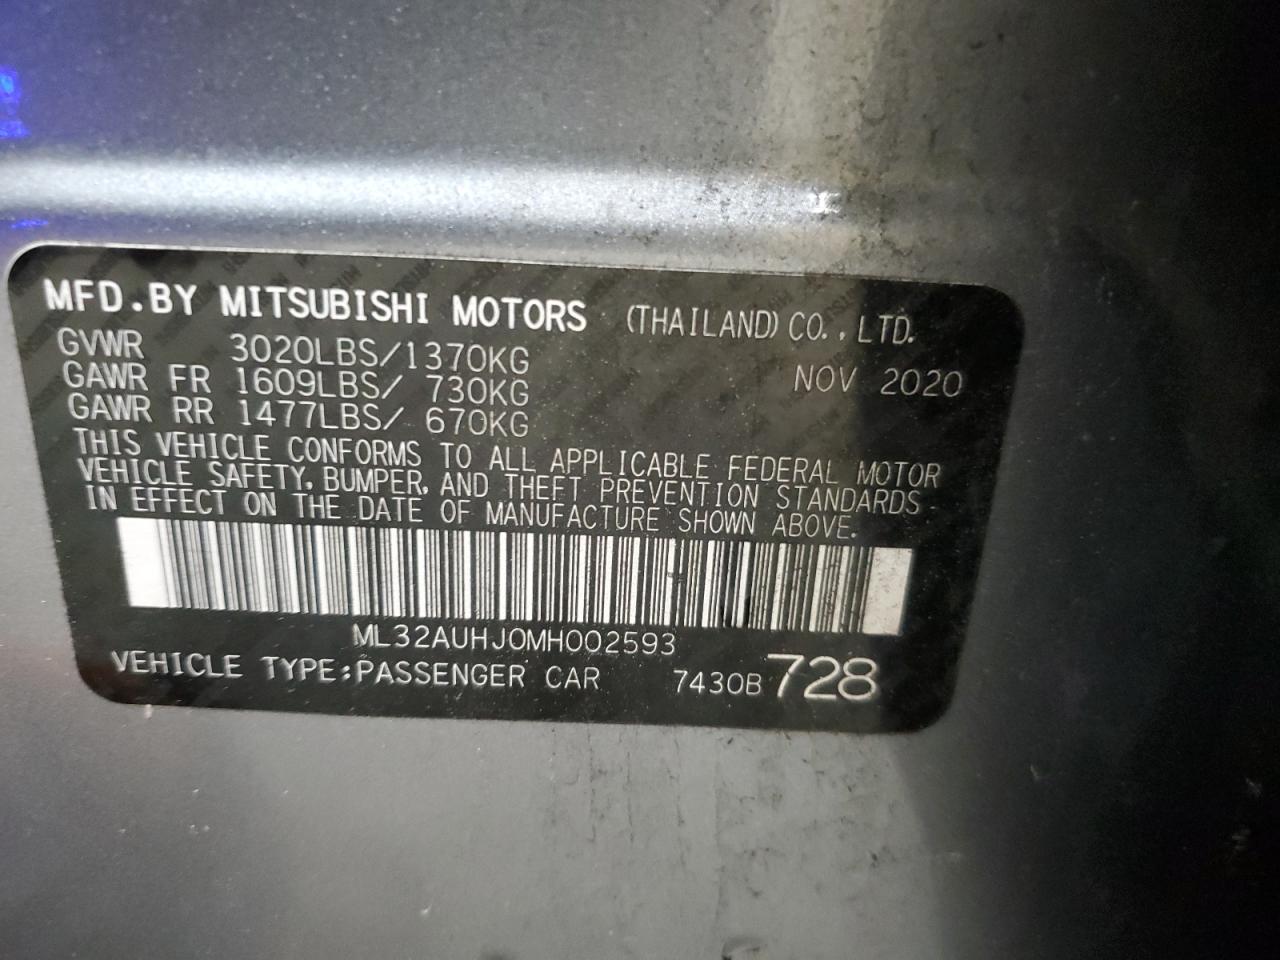 MFD.BY MITSUBISHI MOTORS (THAILAND) CO.,LTD.
GVWR 3020LBS/1370KG NOV 2020
GAWR FR 1609LBS/ 730KG
GAWR RR 1477LBS/ 670KG
THIS VEHICLE CONFORMS TO ALL APPLICABLE FEDERAL MOTOR
VEHICLE SAFETY, BUMPER, AND THEFT PREVENTION STANDARDS
IN EFFECT ON THE DATE OF MANUFACTURE SHOWN ABOVE.
ML32AUHJ0MH002593
VEHICLE TYPE:PASSENGER CAR 7430B 728